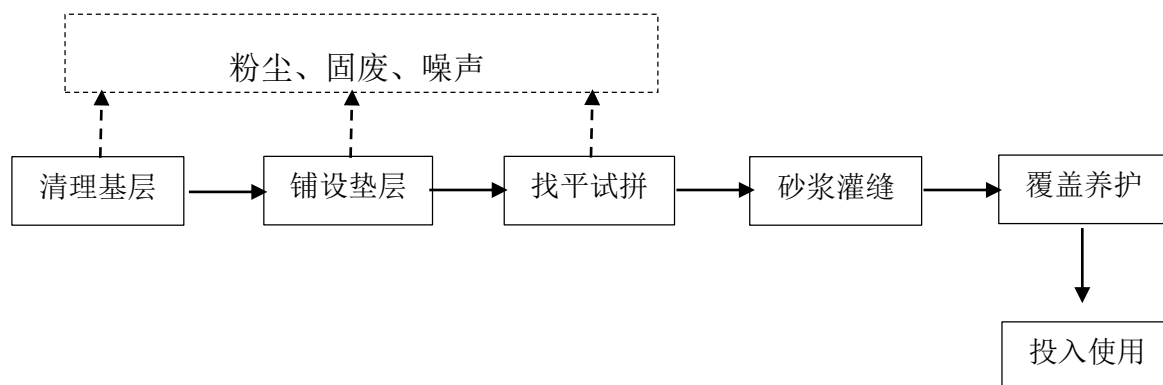 粉尘、固废、噪声
清理基层
铺设垫层
找平试拼
砂浆灌缝
覆盖养护
投入使用